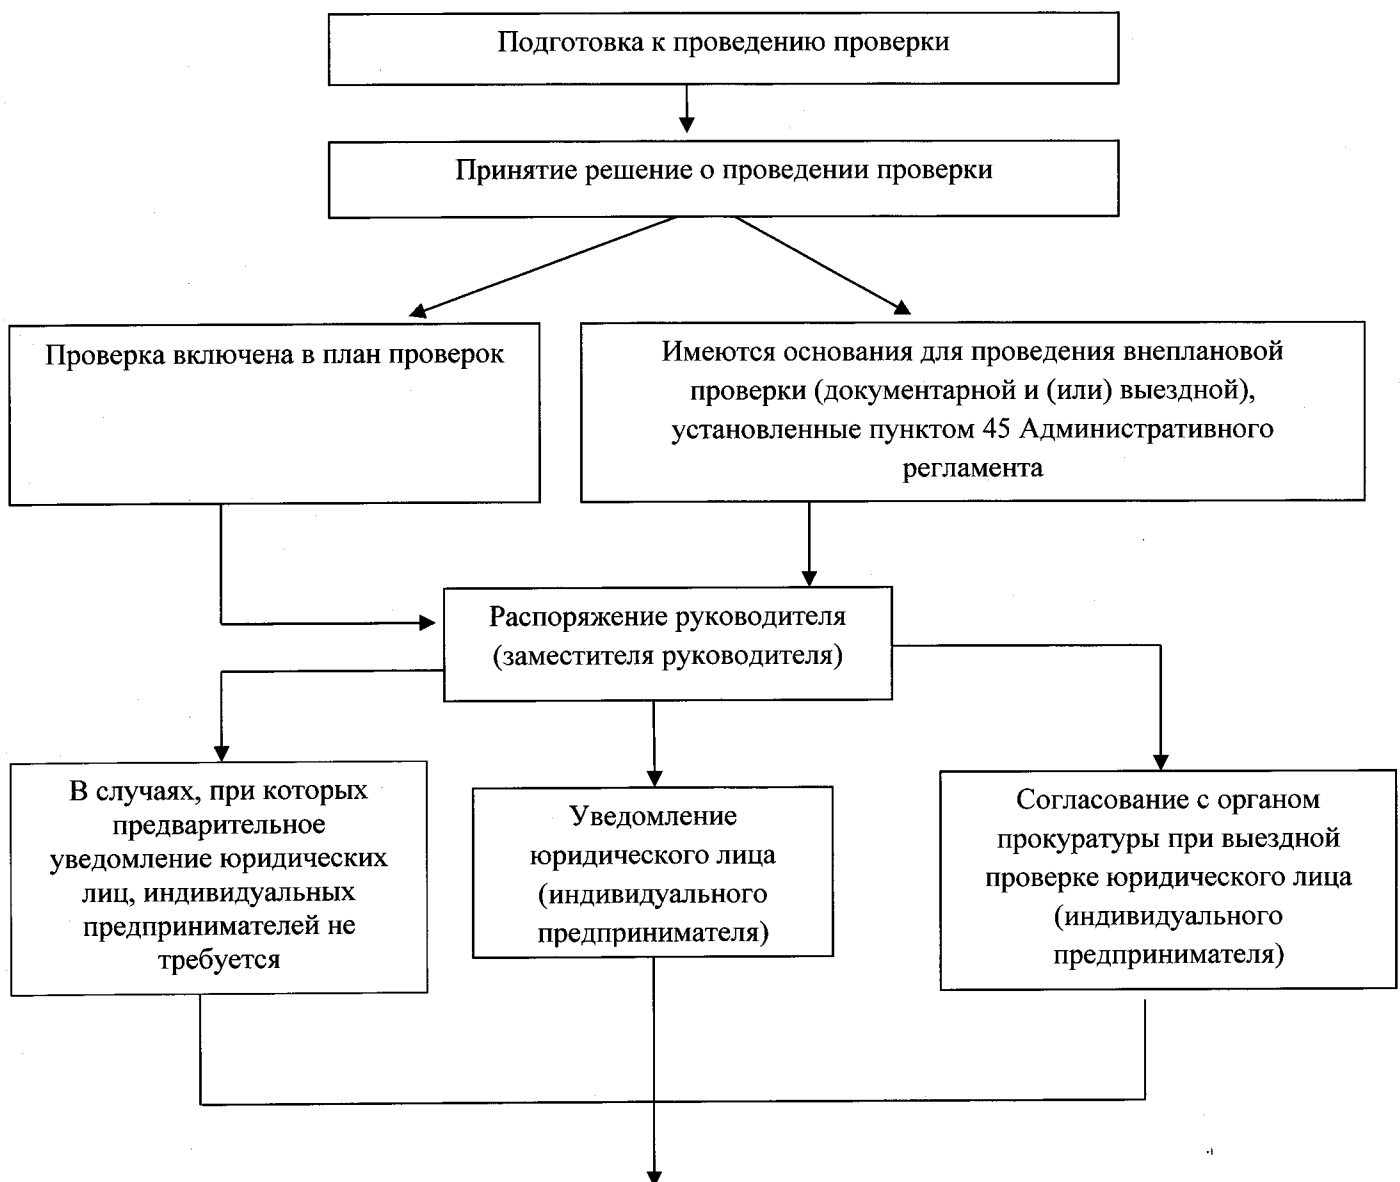 Подготовка к проведению проверки
Принятие решение о проведении проверки
Проверка включена в план проверок
Имеются основания для проведения внеплановой
проверки (документарной и (или) выездной),
установленные пунктом 45 Административного
регламента
Распоряжение руководителя
(заместителя руководителя)
В случаях, при которых
предварительное
уведомление юридических
лиц, индивидуальных
предпринимателей не
требуется
Уведомление
юридического лица
(индивидуального
предпринимателя)
Согласование с органом
прокуратуры при выездной
проверке юридического лица
(индивидуального
предпринимателя)